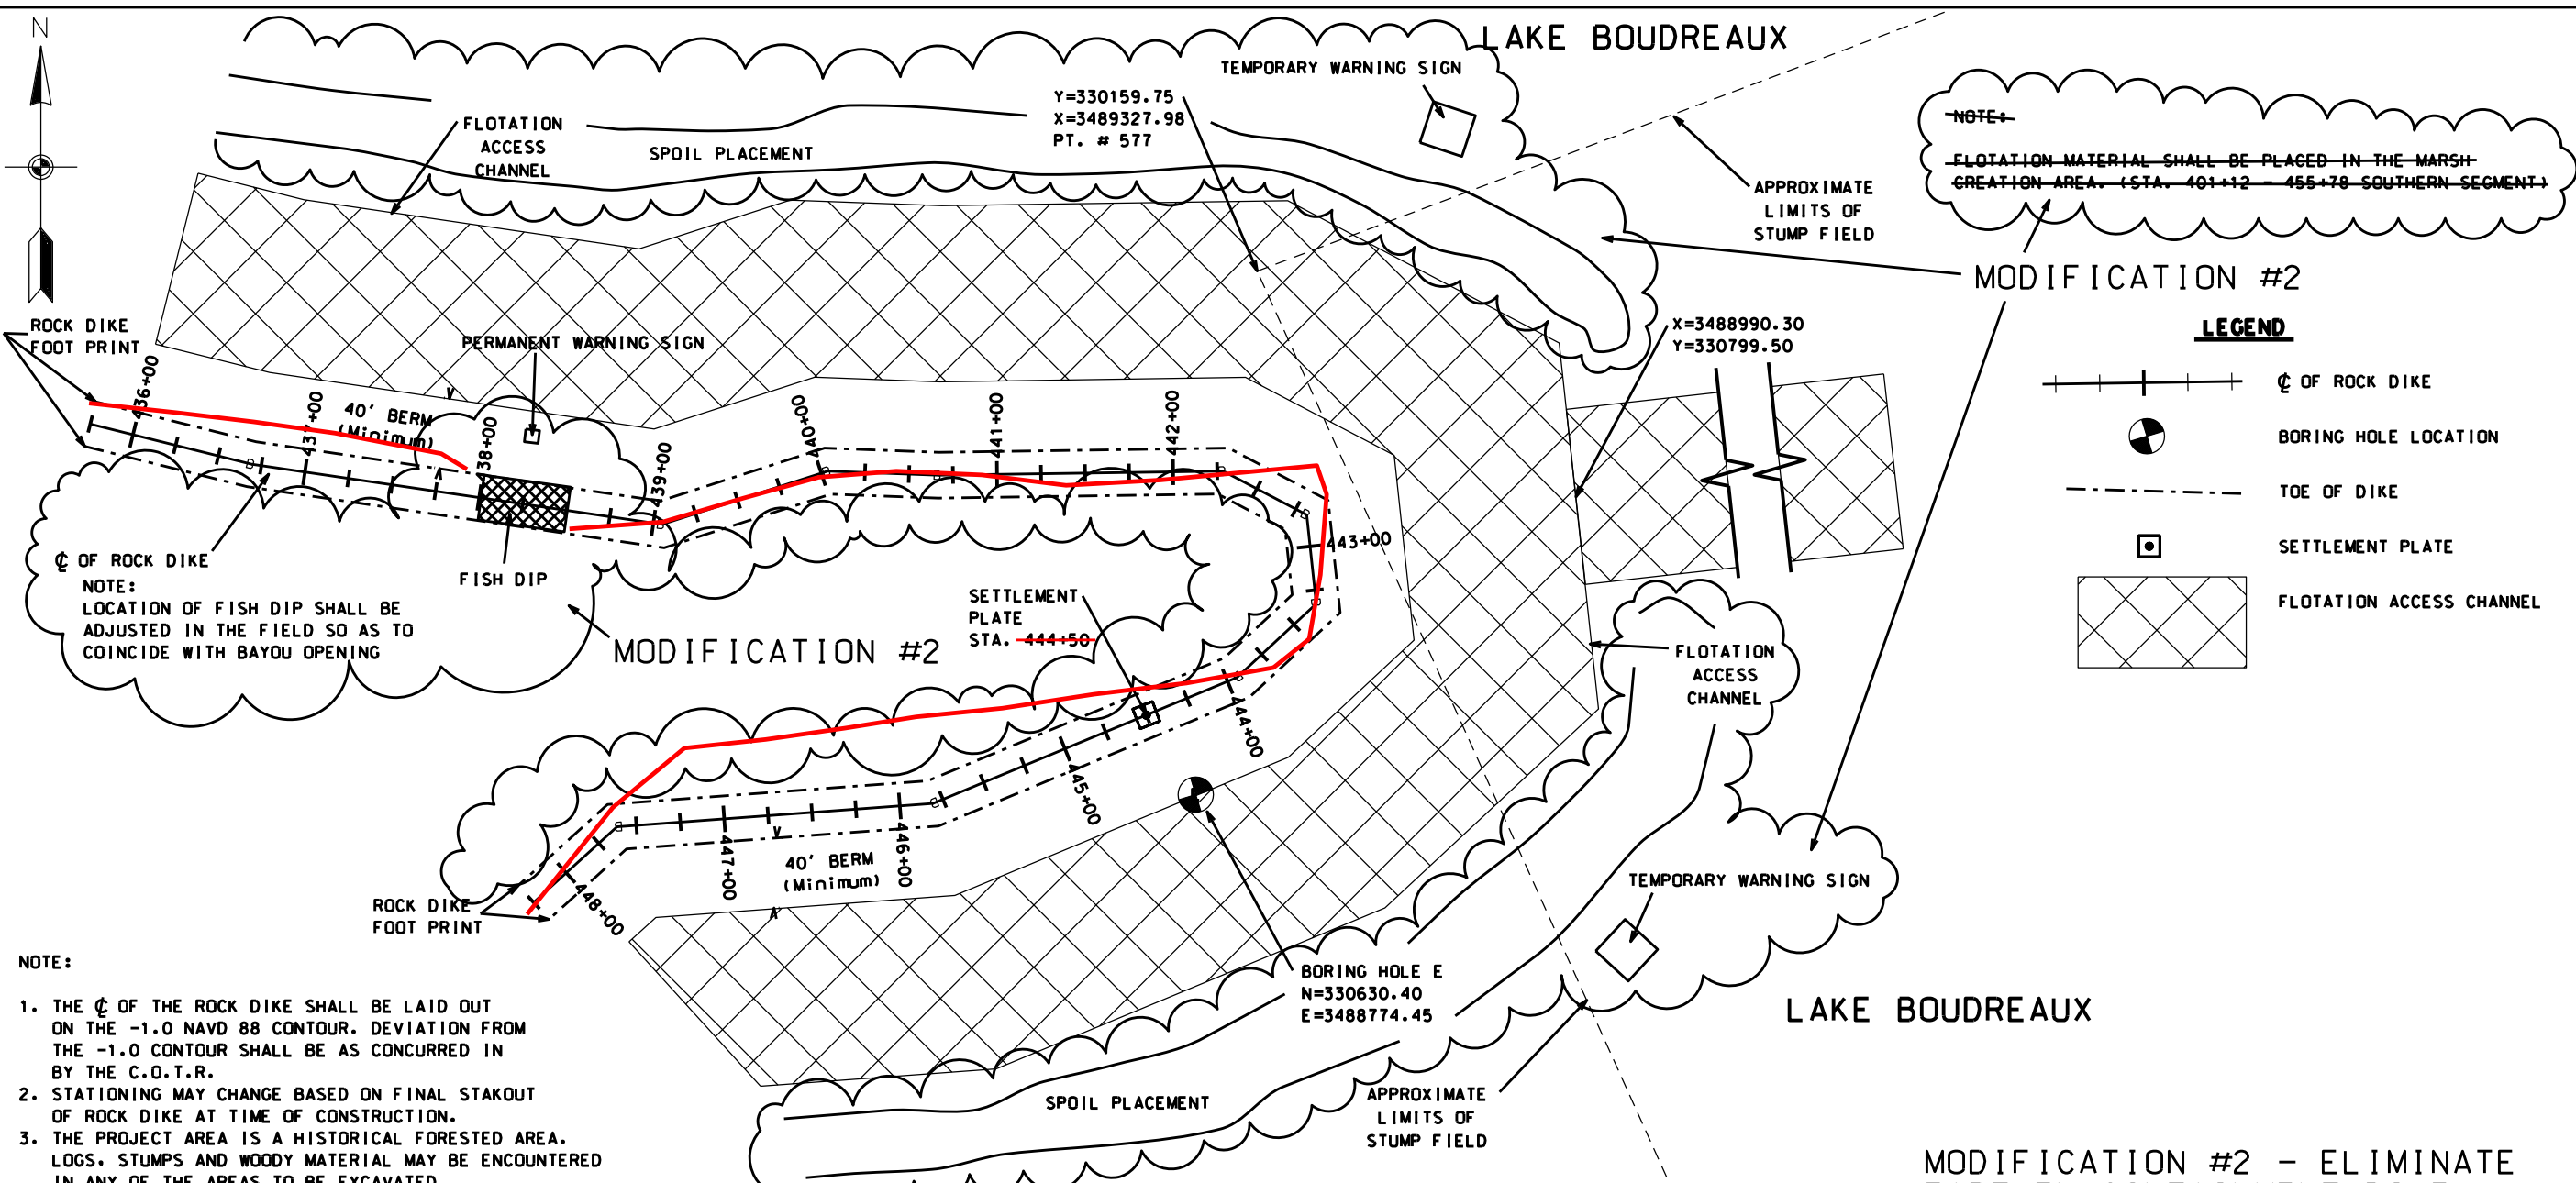 N
LAKE BOUDREAUX
TEMPORARY WARNING SIGN
Y=330159.75
X=3489327.98
PT. # 577
FLOTATION
ACCESS
CHANNEL
SPOIL PLACEMENT
APPROXIMATE
LIMITS OF
STUMP FIELD
NOTE:
FLOTATION MATERIAL SHALL BE PLACED IN THE MARSH
CREATION AREA. (STA. 401+12 - 455+78 SOUTHERN SEGMENT)
MODIFICATION #2
X=3488990.30
Y=330799.50
LEGEND
℄ OF ROCK DIKE
BORING HOLE LOCATION
TOE OF DIKE
SETTLEMENT PLATE
FLOTATION ACCESS CHANNEL
ROCK DIKE
FOOT PRINT
PERMANENT WARNING SIGN
436+00
437+00
40' BERM
(Minimum)
438+00
439+00
440+00
441+00
442+00
443+00
℄ OF ROCK DIKE
NOTE:
LOCATION OF FISH DIP SHALL BE
ADJUSTED IN THE FIELD SO AS TO
COINCIDE WITH BAYOU OPENING
FISH DIP
MODIFICATION #2
SETTLEMENT
PLATE
STA. 444+50
444+00
445+00
446+00
447+00
448+00
40' BERM
(Minimum)
ROCK DIKE
FOOT PRINT
FLOTATION
ACCESS
CHANNEL
TEMPORARY WARNING SIGN
BORING HOLE E
N=330630.40
E=3488774.45
LAKE BOUDREAUX
SPOIL PLACEMENT
APPROXIMATE
LIMITS OF
STUMP FIELD
NOTE:
1. THE ℄ OF THE ROCK DIKE SHALL BE LAID OUT
ON THE -1.0 NAVD 88 CONTOUR. DEVIATION FROM
THE -1.0 CONTOUR SHALL BE AS CONCURRED IN
BY THE C.O.T.R.
2. STATIONING MAY CHANGE BASED ON FINAL STAKOUT
OF ROCK DIKE AT TIME OF CONSTRUCTION.
3. THE PROJECT AREA IS A HISTORICAL FORESTED AREA.
LOGS, STUMPS AND WOODY MATERIAL MAY BE ENCOUNTERED
IN ANY OF THE AREAS TO BE EXCAVATED
MODIFICATION #2 - ELIMINATE